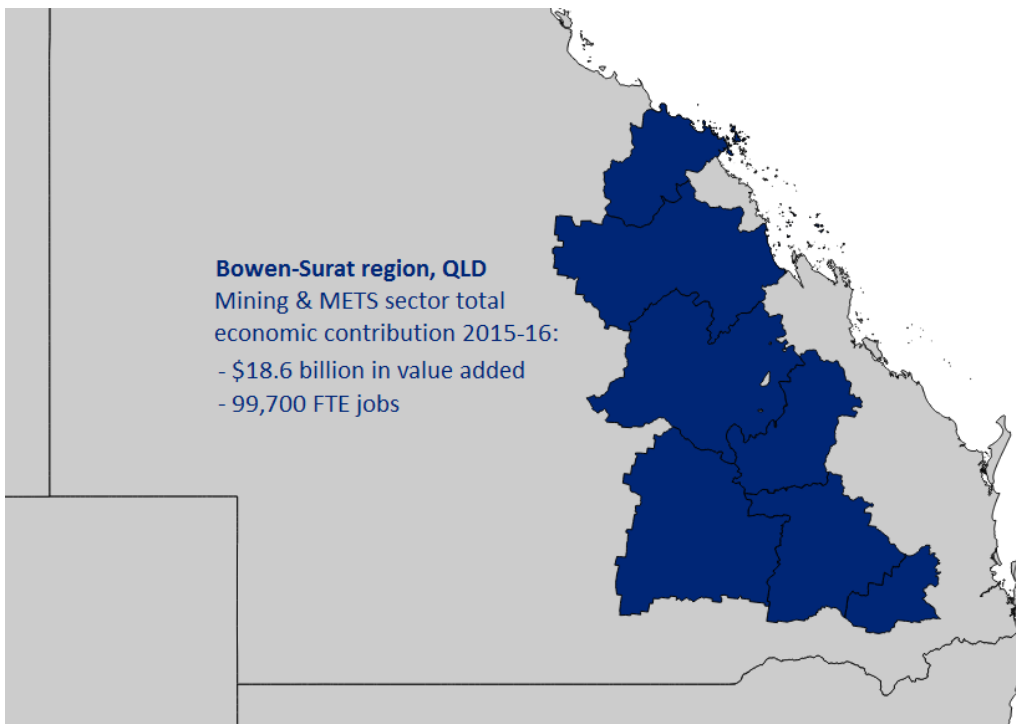 Bowen-Surat region, QLD
Mining & METS sector total
economic contribution 2015-16:
- $18.6 billion in value added
- 99,700 FTE jobs